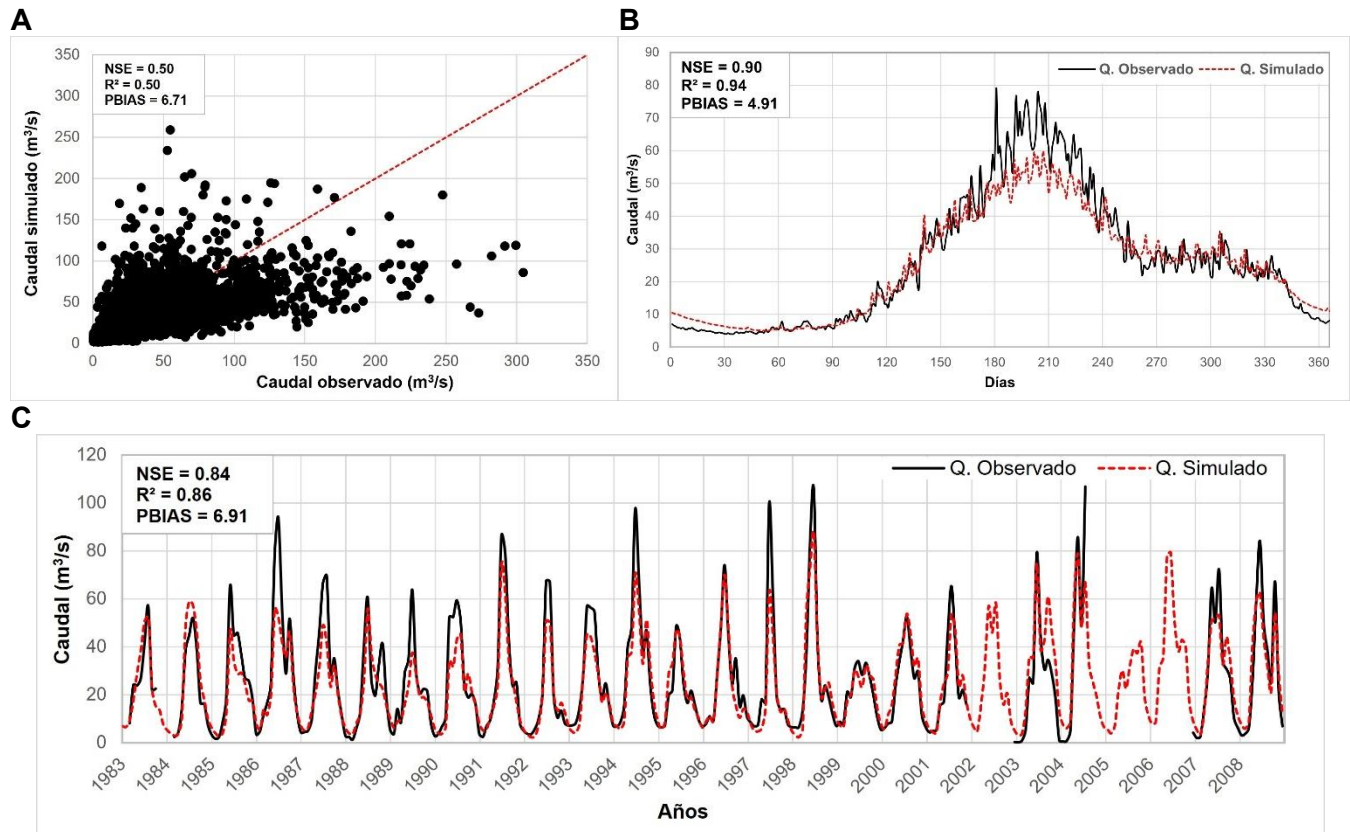 A
B
350
300
250
200
150
100
50
0
NSE = 0.50
R² = 0.50
PBIAS = 6.71
Caudal simulado (m³/s)
0 50 100 150 200 250 300 350
Caudal observado (m³/s)
90
80
70
60
50
40
30
20
10
0
NSE = 0.90
R² = 0.94
PBIAS = 4.91
Q. Observado Q. Simulado
Caudal (m³/s)
0 30 60 90 120 150 180 210 240 270 300 330 360
Días
C
120
100
80
60
40
20
0
NSE = 0.84
R² = 0.86
PBIAS = 6.91
Q. Observado Q. Simulado
Caudal (m³/s)
1983 1984 1985 1986 1987 1988 1989 1990 1991 1992 1993 1994 1995 1996 1997 1998 1999 2000 2001 2002 2003 2004 2005 2006 2007 2008
Años